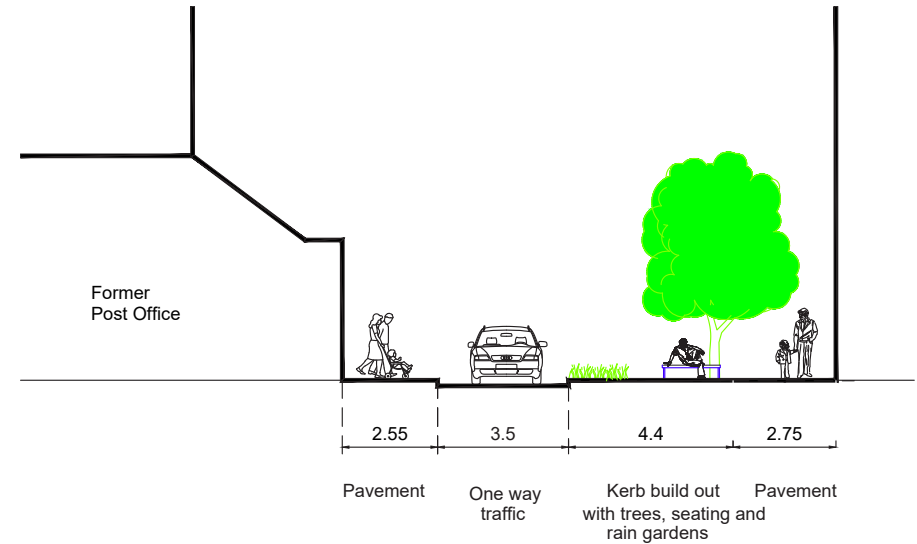 Former
Post Office
2.55
3.5
4.4
2.75
Pavement
One way
traffic
Kerb build out
with trees, seating and
rain gardens
Pavement